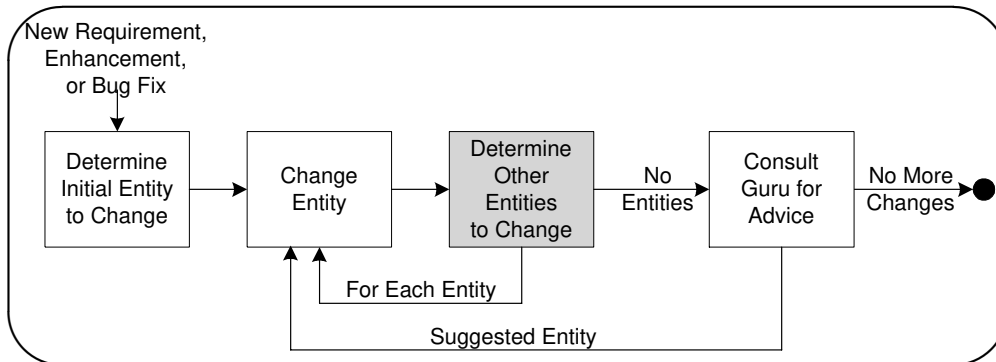 New Requirement,
Enhancement,
or Bug Fix
Determine
Initial Entity
to Change
Change
Entity
Determine
Other
Entities
to Change
No
Entities
Consult
Guru for
Advice
No More
Changes
For Each Entity
Suggested Entity